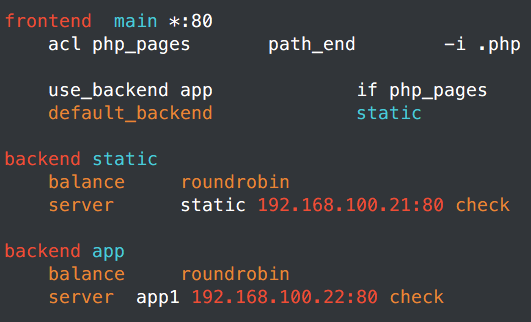 frontend  main *:80
    acl php_pages       path_end        -i .php
    use_backend app             if php_pages
    default_backend             static
backend static
    balance     roundrobin
    server      static 192.168.100.21:80 check
backend app
    balance     roundrobin
    server  app1 192.168.100.22:80 check